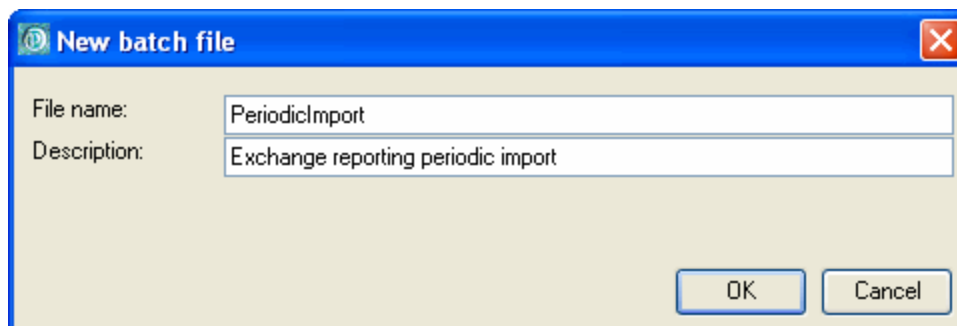 New batch file
File name: PeriodicImport
Description: Exchange reporting periodic import
OK Cancel